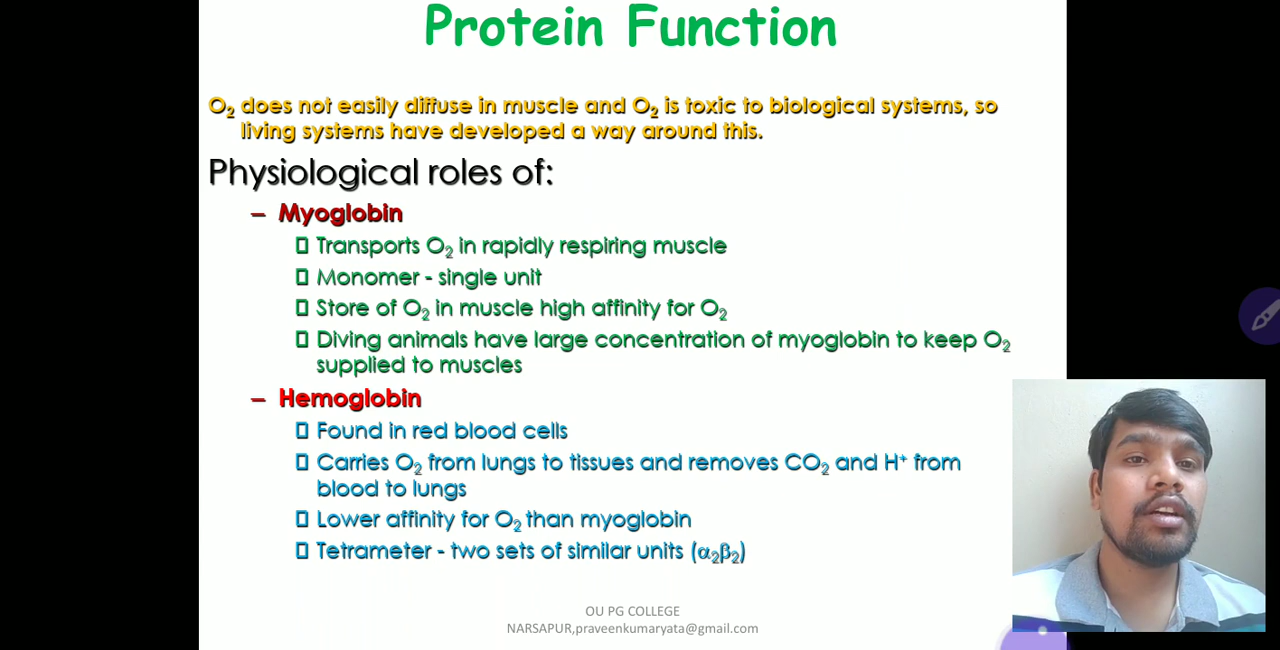 Protein Function
O₂ does not easily diffuse in muscle and O₂ is toxic to biological systems, so
living systems have developed a way around this.
Physiological roles of:
– Myoglobin
Transports O₂ in rapidly respiring muscle
Monomer - single unit
Store of O₂ in muscle high affinity for O₂
Diving animals have large concentration of myoglobin to keep O₂
supplied to muscles
– Hemoglobin
Found in red blood cells
Carries O₂ from lungs to tissues and removes CO₂ and H⁺ from
blood to lungs
Lower affinity for O₂ than myoglobin
Tetrameter - two sets of similar units (α₂β₂)
OU PG COLLEGE
NARSAPUR,praveenkumaryata@gmail.com